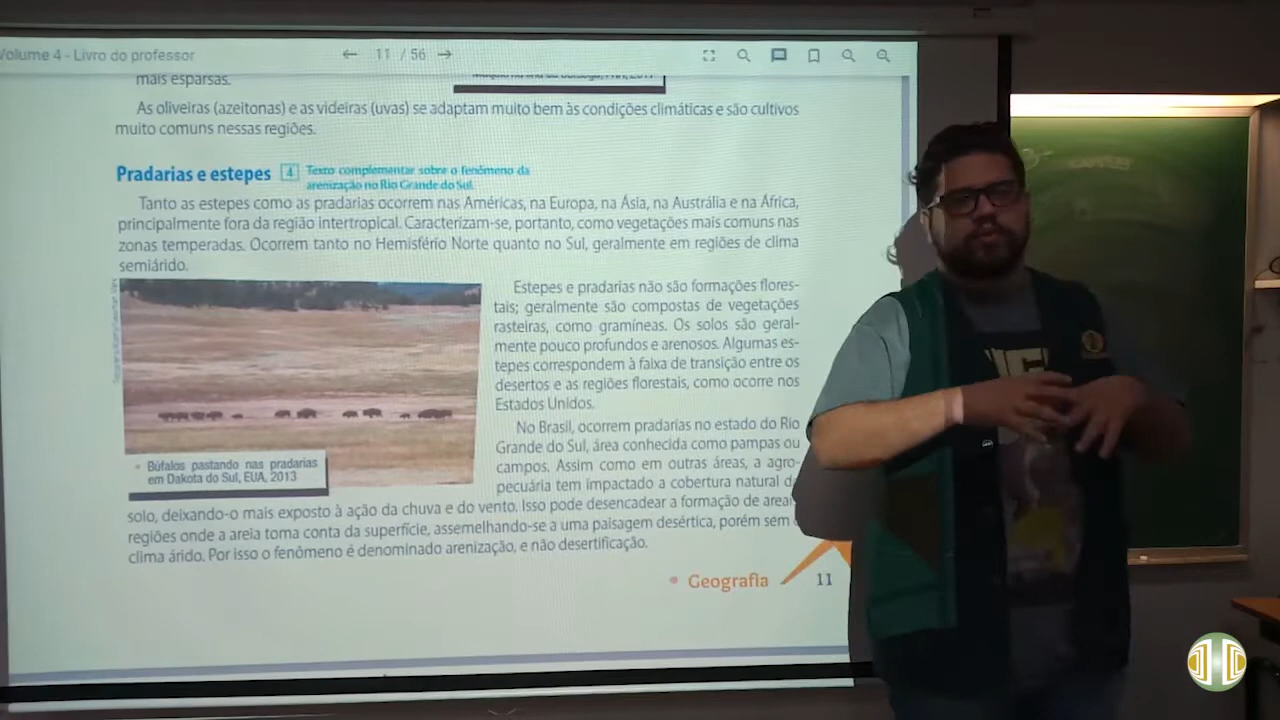 Volume 4 - Livro do professor
11 / 56
mais esparsas.
As oliveiras (azeitonas) e as videiras (uvas) se adaptam muito bem às condições climáticas e são cultivos
muito comuns nessas regiões.
Pradarias e estepes 4 Texto complementar sobre o fenômeno da
arenização no Rio Grande do Sul.
Tanto as estepes como as pradarias ocorrem nas Américas, na Europa, na Ásia, na Austrália e na África,
principalmente fora da região intertropical. Caracterizam-se, portanto, como vegetações mais comuns nas
zonas temperadas. Ocorrem tanto no Hemisfério Norte quanto no Sul, geralmente em regiões de clima
semiárido.
Estepes e pradarias não são formações flores-
tais; geralmente são compostas de vegetações
rasteiras, como gramíneas. Os solos são geral-
mente pouco profundos e arenosos. Algumas es-
tepes correspondem à faixa de transição entre os
desertos e as regiões florestais, como ocorre nos
Estados Unidos.
No Brasil, ocorrem pradarias no estado do Rio
Grande do Sul, área conhecida como pampas ou
campos. Assim como em outras áreas, a agro-
pecuária tem impactado a cobertura natural d
Búfalos pastando nas pradarias
em Dakota do Sul, EUA, 2013
solo, deixando-o mais exposto à ação da chuva e do vento. Isso pode desencadear a formação de areai
regiões onde a areia toma conta da superfície, assemelhando-se a uma paisagem desértica, porém sem
clima árido. Por isso o fenômeno é denominado arenização, e não desertificação.
Geografia 11